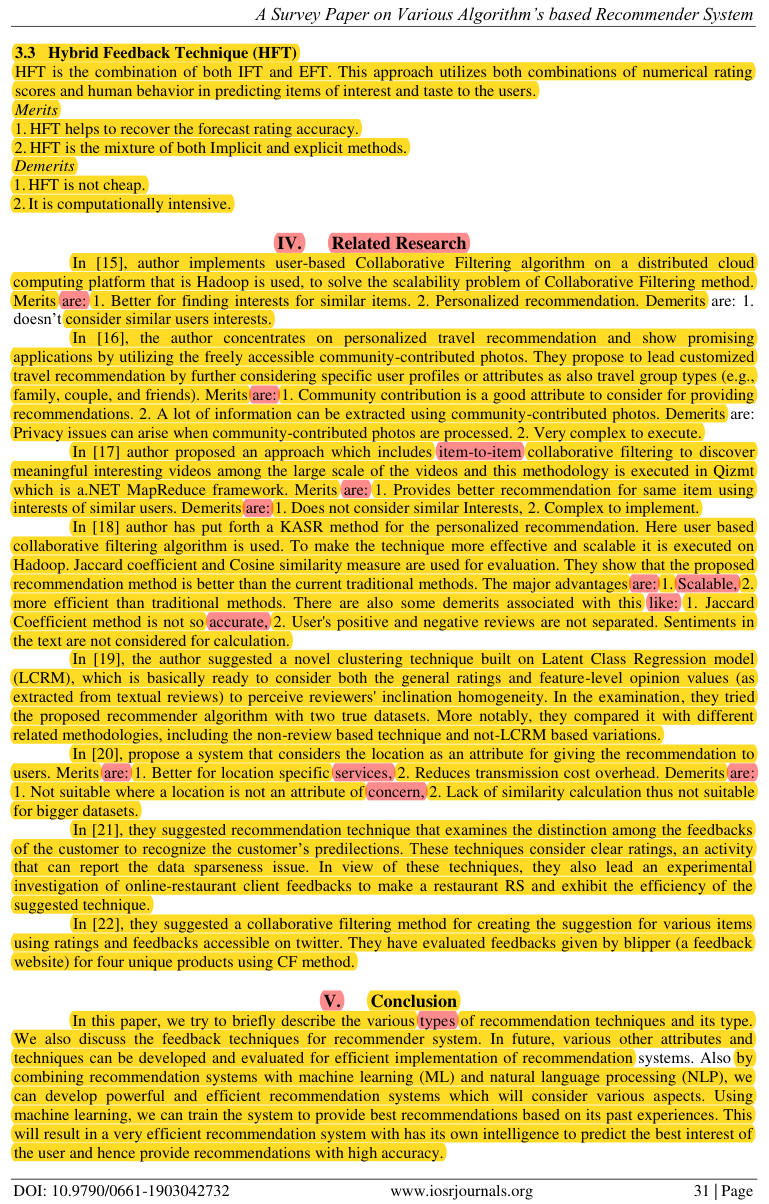 A Survey Paper on Various Algorithm's based Recommender System
3.3 Hybrid Feedback Technique (HFT)
HFT is the combination of both IFT and EFT. This approach utilizes both combinations of numerical rating
scores and human behavior in predicting items of interest and taste to the users.
Merits
1. HFT helps to recover the forecast rating accuracy.
2. HFT is the mixture of both Implicit and explicit methods.
Demerits
1. HFT is not cheap.
2. It is computationally intensive.
IV. Related Research
In [15], author implements user-based Collaborative Filtering algorithm on a distributed cloud
computing platform that is Hadoop is used, to solve the scalability problem of Collaborative Filtering method.
Merits are: 1. Better for finding interests for similar items. 2. Personalized recommendation. Demerits are: 1.
doesn't consider similar users interests.
In [16], the author concentrates on personalized travel recommendation and show promising
applications by utilizing the freely accessible community-contributed photos. They propose to lead customized
travel recommendation by further considering specific user profiles or attributes as also travel group types (e.g.,
family, couple, and friends). Merits are: 1. Community contribution is a good attribute to consider for providing
recommendations. 2. A lot of information can be extracted using community-contributed photos. Demerits are:
Privacy issues can arise when community-contributed photos are processed. 2. Very complex to execute.
In [17] author proposed an approach which includes item-to-item collaborative filtering to discover
meaningful interesting videos among the large scale of the videos and this methodology is executed in Qizmt
which is a.NET MapReduce framework. Merits are: 1. Provides better recommendation for same item using
interests of similar users. Demerits are: 1. Does not consider similar Interests, 2. Complex to implement.
In [18] author has put forth a KASR method for the personalized recommendation. Here user based
collaborative filtering algorithm is used. To make the technique more effective and scalable it is executed on
Hadoop. Jaccard coefficient and Cosine similarity measure are used for evaluation. They show that the proposed
recommendation method is better than the current traditional methods. The major advantages are: 1. Scalable, 2.
more efficient than traditional methods. There are also some demerits associated with this like: 1. Jaccard
Coefficient method is not so accurate, 2. User's positive and negative reviews are not separated. Sentiments in
the text are not considered for calculation.
In [19], the author suggested a novel clustering technique built on Latent Class Regression model
(LCRM), which is basically ready to consider both the general ratings and feature-level opinion values (as
extracted from textual reviews) to perceive reviewers' inclination homogeneity. In the examination, they tried
the proposed recommender algorithm with two true datasets. More notably, they compared it with different
related methodologies, including the non-review based technique and not-LCRM based variations.
In [20], propose a system that considers the location as an attribute for giving the recommendation to
users. Merits are: 1. Better for location specific services, 2. Reduces transmission cost overhead. Demerits are:
1. Not suitable where a location is not an attribute of concern, 2. Lack of similarity calculation thus not suitable
for bigger datasets.
In [21], they suggested recommendation technique that examines the distinction among the feedbacks
of the customer to recognize the customer's predilections. These techniques consider clear ratings, an activity
that can report the data sparseness issue. In view of these techniques, they also lead an experimental
investigation of online-restaurant client feedbacks to make a restaurant RS and exhibit the efficiency of the
suggested technique.
In [22], they suggested a collaborative filtering method for creating the suggestion for various items
using ratings and feedbacks accessible on twitter. They have evaluated feedbacks given by blipper (a feedback
website) for four unique products using CF method.
V. Conclusion
In this paper, we try to briefly describe the various types of recommendation techniques and its type.
We also discuss the feedback techniques for recommender system. In future, various other attributes and
techniques can be developed and evaluated for efficient implementation of recommendation systems. Also by
combining recommendation systems with machine learning (ML) and natural language processing (NLP), we
can develop powerful and efficient recommendation systems which will consider various aspects. Using
machine learning, we can train the system to provide best recommendations based on its past experiences. This
will result in a very efficient recommendation system with has its own intelligence to predict the best interest of
the user and hence provide recommendations with high accuracy.
DOI: 10.9790/0661-1903042732 www.iosrjournals.org 31 | Page